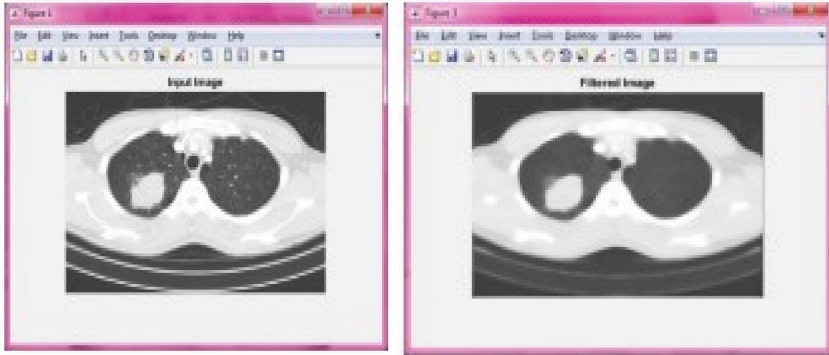 Figure 1
File Edit View Insert Tools Desktop Window Help
Input Image
Figure 3
File Edit View Insert Tools Desktop Window Help
Filtered Image